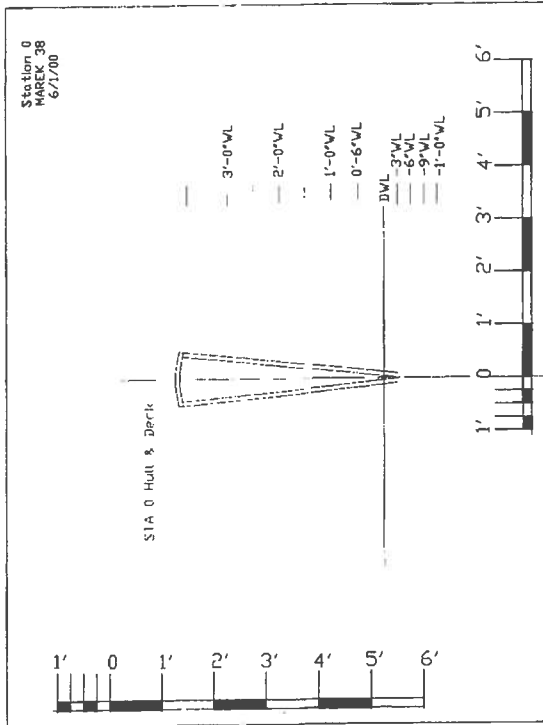 Station 0
MAREK 38
6/1/00
STA 0 Hull & Deck
3'-0"WL
2'-0"WL
1'-0"WL
0'-6"WL
DWL
-3"WL
-6"WL
-9"WL
-1'-0"WL
1' 0 1' 2' 3' 4' 5' 6'
1' 0 1' 2' 3' 4' 5' 6'